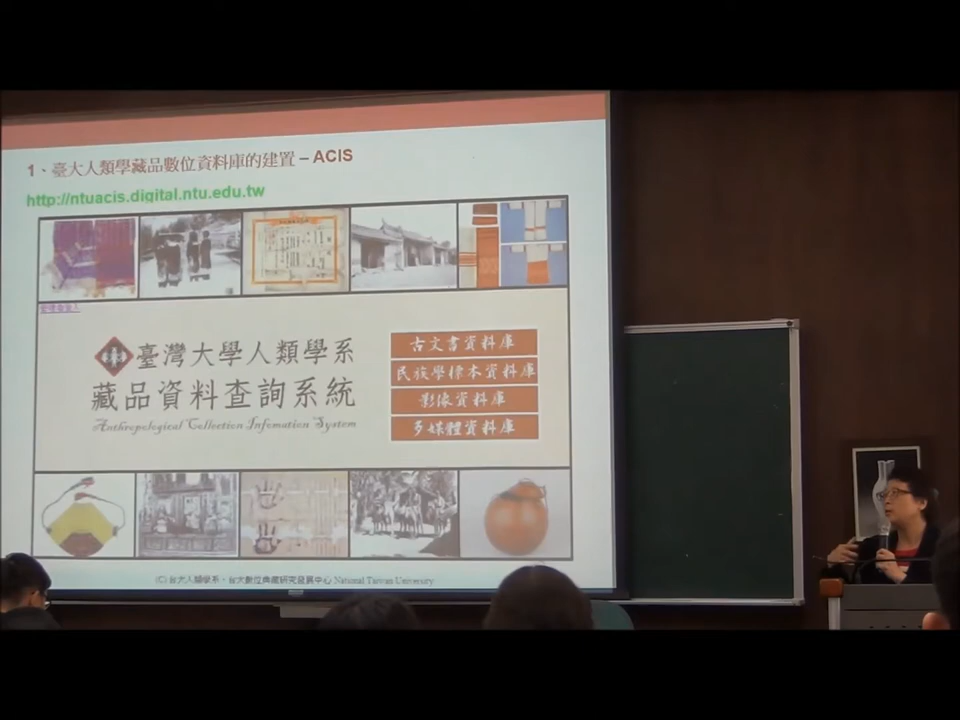 1、臺大人類學藏品數位資料庫的建置 – ACIS
http://ntuacis.digital.ntu.edu.tw
臺灣大學人類學系
藏品資料查詢系統
Anthropological Collection Infomation System
古文書資料庫
民族學標本資料庫
影像資料庫
多媒體資料庫
(C) 台大人類學系、台大數位典藏研究發展中心 National Taiwan University